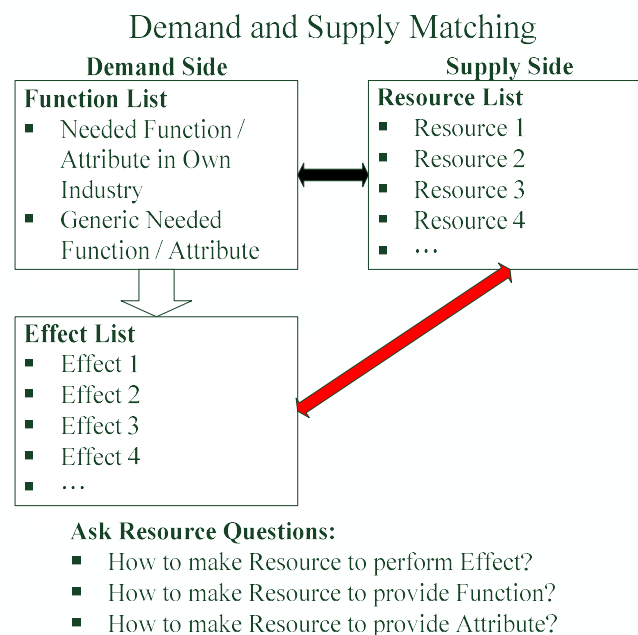 Demand and Supply Matching
Demand Side
Function List
▪ Needed Function /
Attribute in Own
Industry
▪ Generic Needed
Function / Attribute
Supply Side
Resource List
▪ Resource 1
▪ Resource 2
▪ Resource 3
▪ Resource 4
▪ …
Effect List
▪ Effect 1
▪ Effect 2
▪ Effect 3
▪ Effect 4
▪ …
Ask Resource Questions:
▪ How to make Resource to perform Effect?
▪ How to make Resource to provide Function?
▪ How to make Resource to provide Attribute?